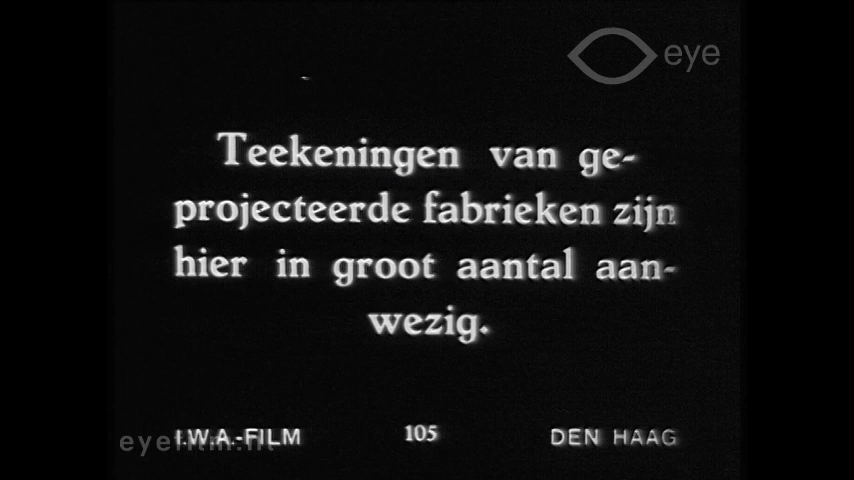 eye
Teekeningen van ge-
projecteerde fabrieken zijn
hier in groot aantal aan-
wezig.
I.W.A.-FILM 105 DEN HAAG
eyefilm.nl